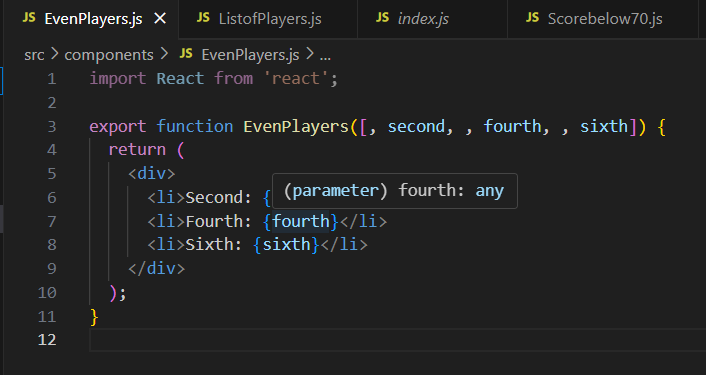 JS EvenPlayers.js × JS ListofPlayers.js JS index.js JS Scorebelow70.js
src > components > JS EvenPlayers.js > ...
1 import React from 'react';
2
3 export function EvenPlayers([, second, , fourth, , sixth]) {
4 return (
5 <div>
(parameter) fourth: any
6 <li>Second: {
7 <li>Fourth: {fourth}</li>
8 <li>Sixth: {sixth}</li>
9 </div>
10 );
11 }
12